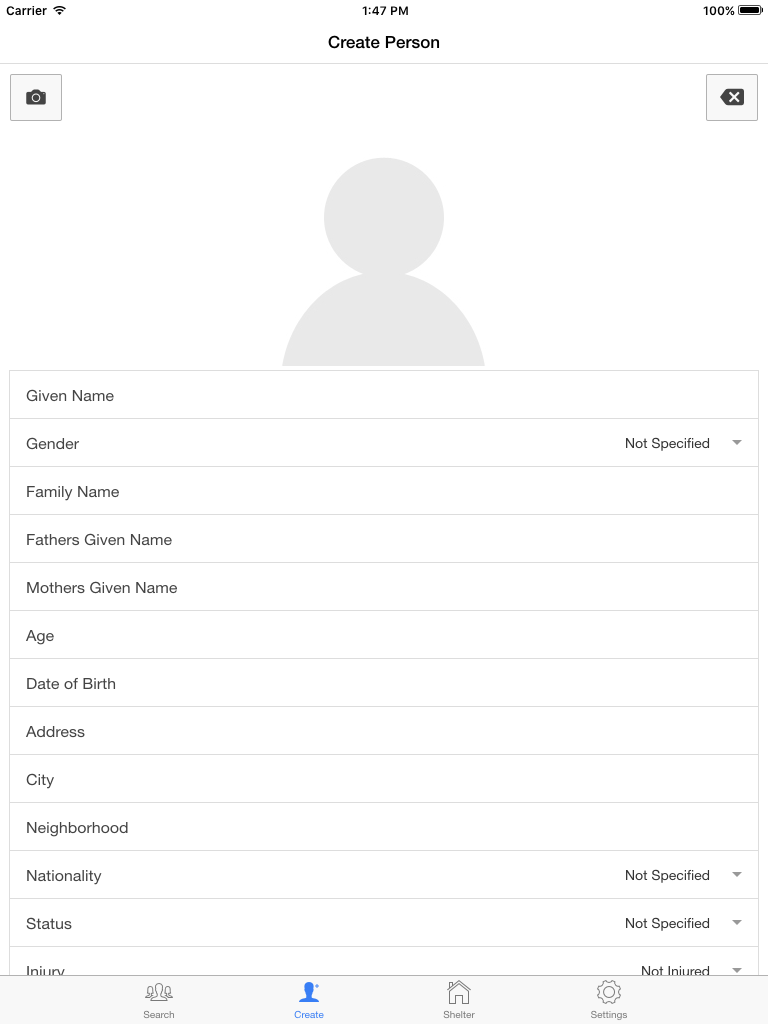 Carrier 1:47 PM 100%
Create Person
Given Name
Gender Not Specified
Family Name
Fathers Given Name
Mothers Given Name
Age
Date of Birth
Address
City
Neighborhood
Nationality Not Specified
Status Not Specified
Injury Not Injured
Search Create Shelter Settings